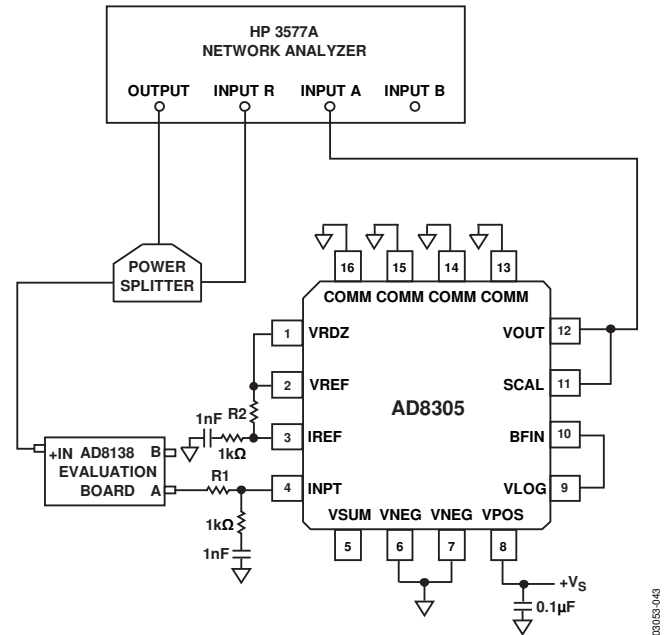 HP 3577A
NETWORK ANALYZER
OUTPUT
INPUT R
INPUT A
INPUT B
POWER
SPLITTER
16
15
14
13
COMM
COMM
COMM
COMM
1
VRDZ
VOUT
12
2
VREF
SCAL
11
AD8305
1nF
R2
1kΩ
3
IREF
BFIN
10
+IN
AD8138
B
EVALUATION
BOARD
A
R1
4
INPT
VLOG
9
1kΩ
1nF
VSUM
VNEG
VNEG
VPOS
5
6
7
8
+VS
0.1µF
03053-043